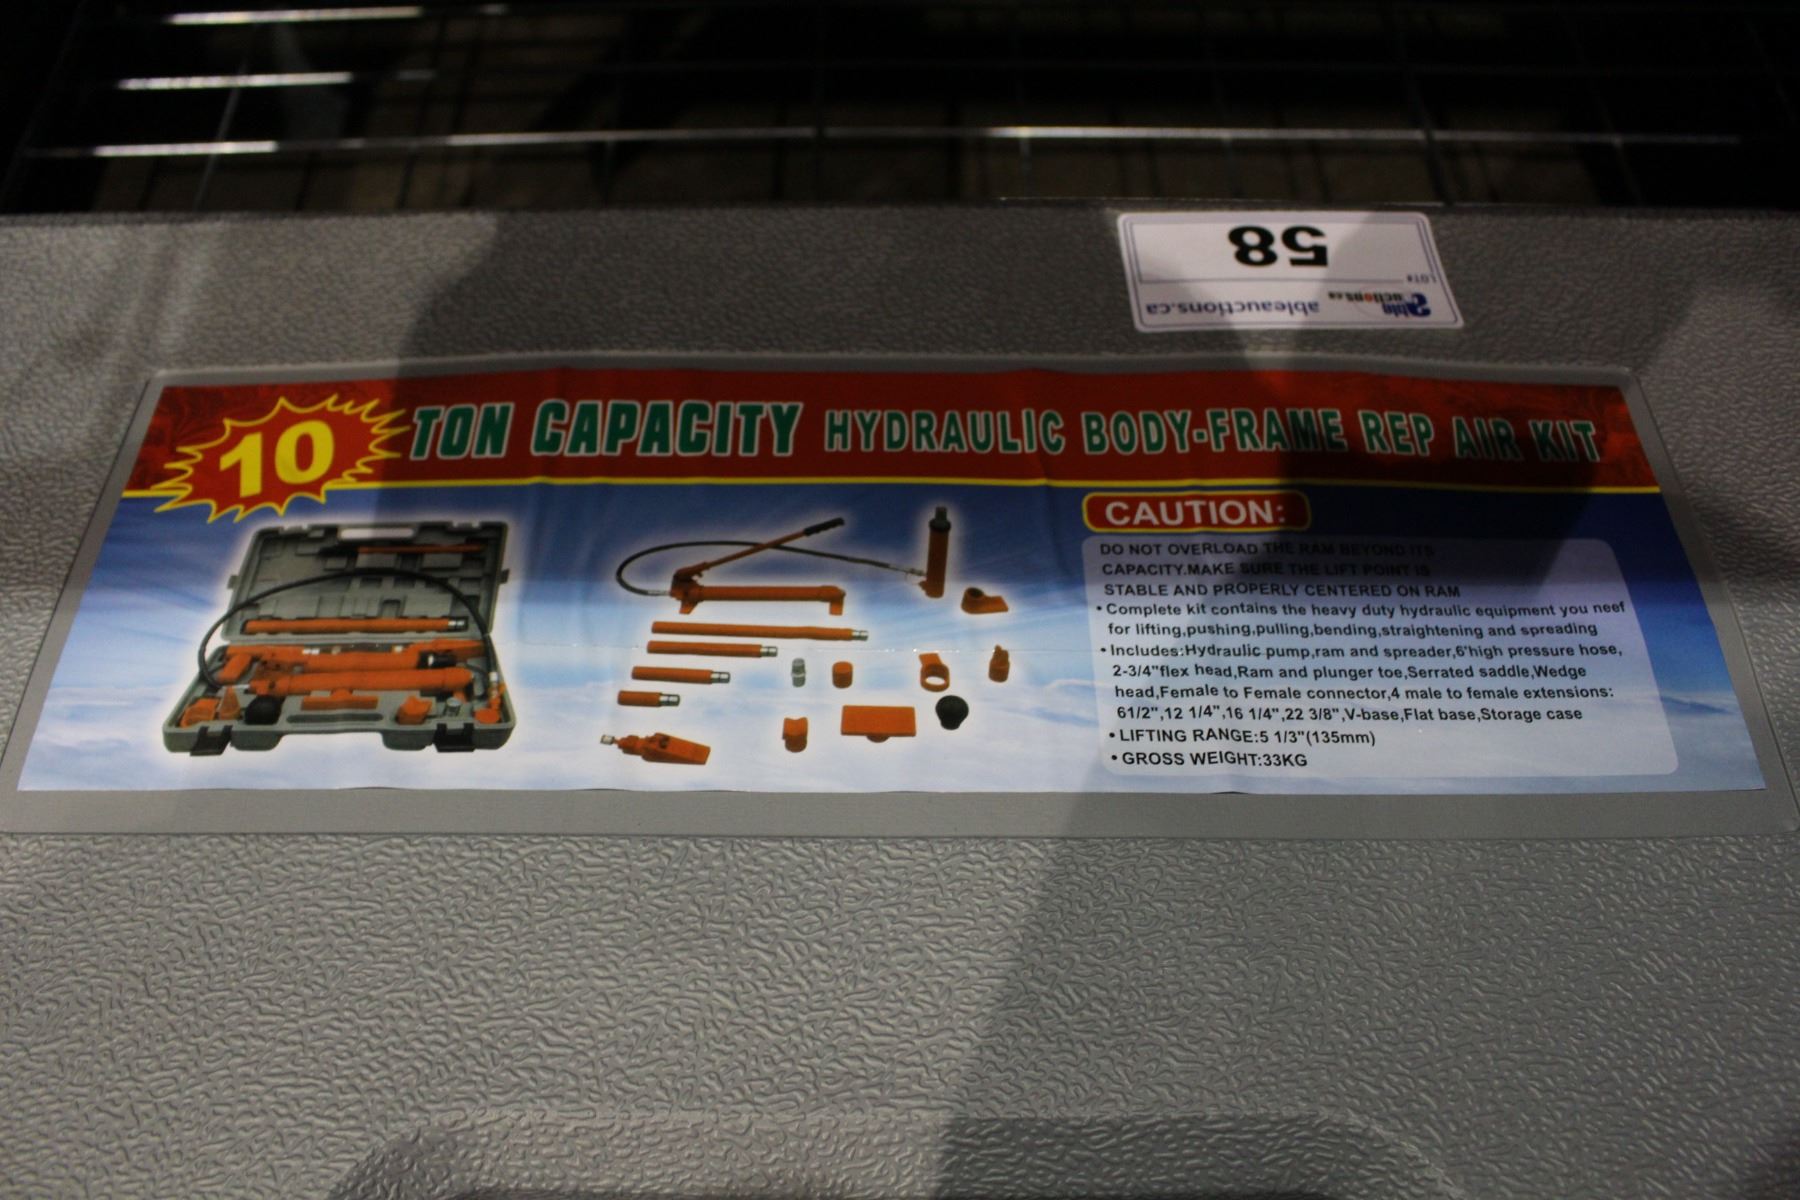 58
LOT#
Able Auctions.ca ableauctions.ca
10 TON CAPACITY HYDRAULIC BODY-FRAME REP AIR KIT
CAUTION:
DO NOT OVERLOAD THE RAM BEYOND ITS
CAPACITY.MAKE SURE THE LIFT POINT IS
STABLE AND PROPERLY CENTERED ON RAM
• Complete kit contains the heavy duty hydraulic equipment you neef
for lifting,pushing,pulling,bending,straightening and spreading
• Includes:Hydraulic pump,ram and spreader,6'high pressure hose,
2-3/4"flex head,Ram and plunger toe,Serrated saddle,Wedge
head,Female to Female connector,4 male to female extensions:
61/2",12 1/4",16 1/4",22 3/8",V-base,Flat base,Storage case
• LIFTING RANGE:5 1/3"(135mm)
• GROSS WEIGHT:33KG